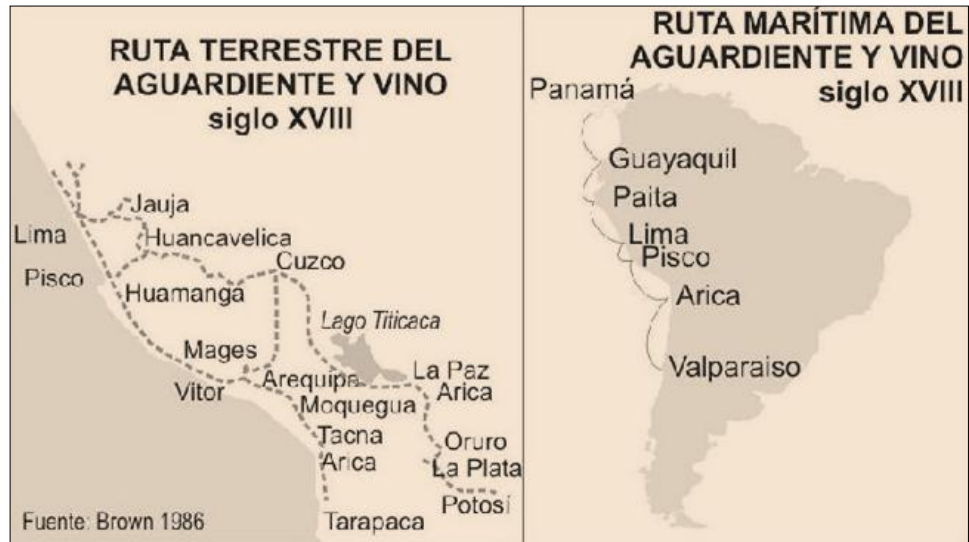 RUTA TERRESTRE DEL
AGUARDIENTE Y VINO
siglo XVIII
Jauja
Lima
Huancavelica
Pisco
Cuzco
Huamanga
Lago Titicaca
Mages
Vitor
Arequipa
La Paz
Arica
Moquegua
Tacna
Arica
Oruro
La Plata
Potosí
Tarapaca
Fuente: Brown 1986
RUTA MARÍTIMA DEL
AGUARDIENTE Y VINO
siglo XVIII
Panamá
Guayaquil
Paita
Lima
Pisco
Arica
Valparaiso